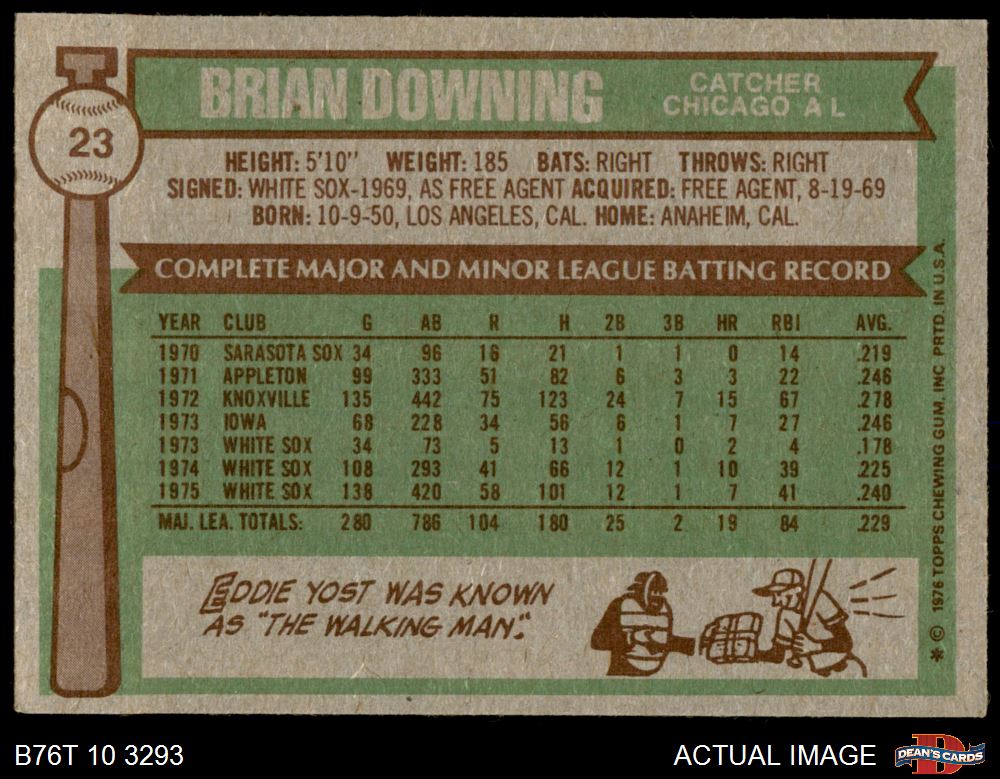 23
BRIAN DOWNING
CATCHER
CHICAGO A L
HEIGHT: 5'10" WEIGHT: 185 BATS: RIGHT THROWS: RIGHT
SIGNED: WHITE SOX-1969, AS FREE AGENT ACQUIRED: FREE AGENT, 8-19-69
BORN: 10-9-50, LOS ANGELES, CAL. HOME: ANAHEIM, CAL.
COMPLETE MAJOR AND MINOR LEAGUE BATTING RECORD
YEAR CLUB G AB R H 2B 3B HR RBI AVG.
1970 SARASOTA SOX 34 96 16 21 1 1 0 14 .219
1971 APPLETON 99 333 51 82 6 3 3 22 .246
1972 KNOXVILLE 135 442 75 123 24 7 15 67 .278
1973 IOWA 68 228 34 56 6 1 7 27 .246
1973 WHITE SOX 34 73 5 13 1 0 2 4 .178
1974 WHITE SOX 108 293 41 66 12 1 10 39 .225
1975 WHITE SOX 138 420 58 101 12 1 7 41 .240
MAJ. LEA. TOTALS: 280 786 104 180 25 2 19 84 .229
EDDIE YOST WAS KNOWN
AS "THE WALKING MAN."
* © 1976 TOPPS CHEWING GUM, INC PRTD. IN U.S.A.
B76T 10 3293
ACTUAL IMAGE
DEAN'S CARDS